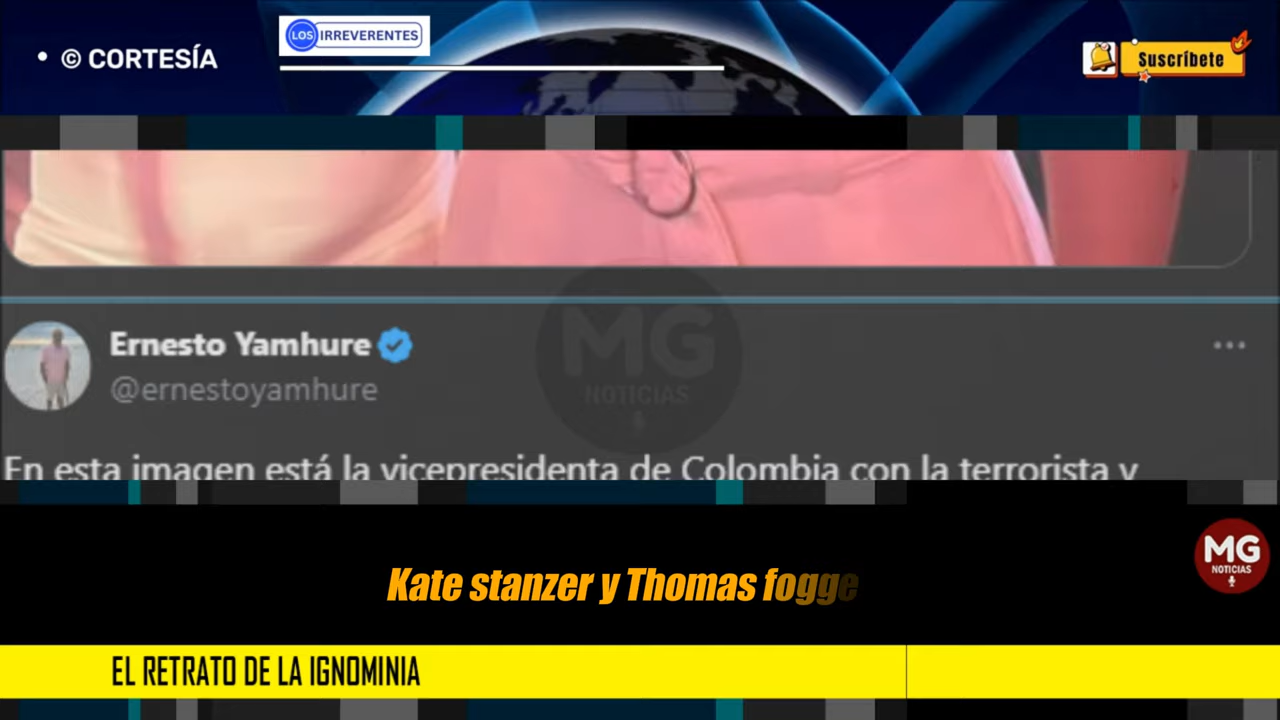 • © CORTESÍA
LOS IRREVERENTES
Suscríbete
MG
NOTICIAS
Ernesto Yamhure
@ernestoyamhure
En esta imagen está la vicepresidenta de Colombia con la terrorista y
Kate stanzer y Thomas fogge
MG
NOTICIAS
EL RETRATO DE LA IGNOMINIA